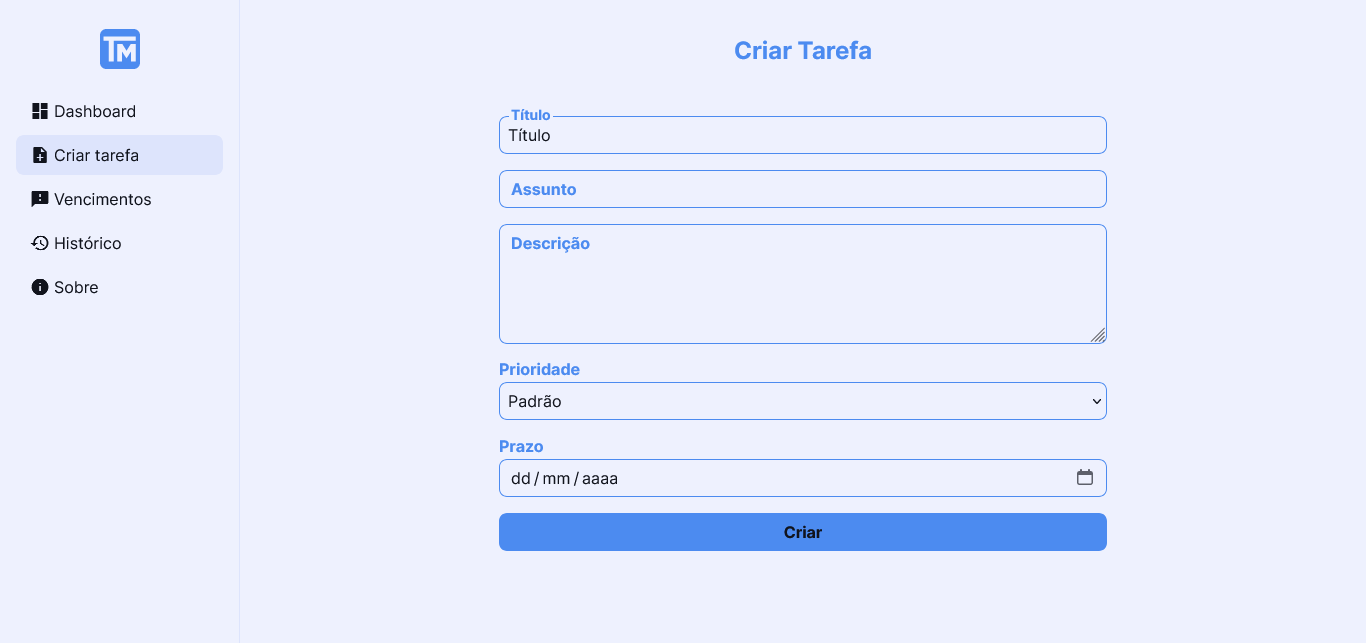 TM
Dashboard
Criar tarefa
Vencimentos
Histórico
Sobre
Criar Tarefa
Título
Título
Assunto
Descrição
Prioridade
Padrão
Prazo
dd/mm/aaaa
Criar